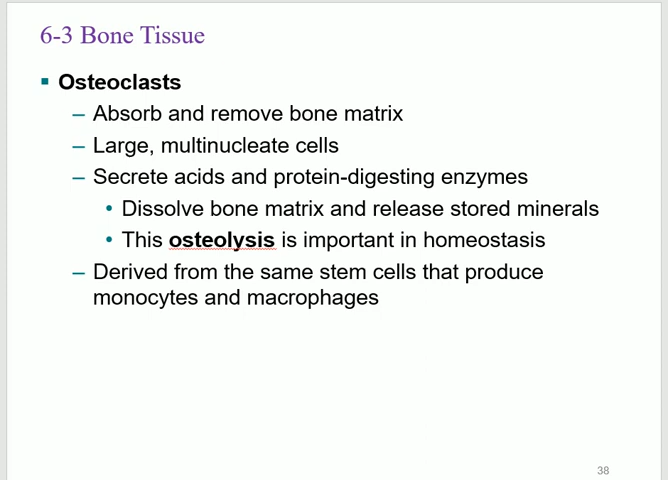 6-3 Bone Tissue
▪ Osteoclasts
– Absorb and remove bone matrix
– Large, multinucleate cells
– Secrete acids and protein-digesting enzymes
• Dissolve bone matrix and release stored minerals
• This osteolysis is important in homeostasis
– Derived from the same stem cells that produce
monocytes and macrophages
38